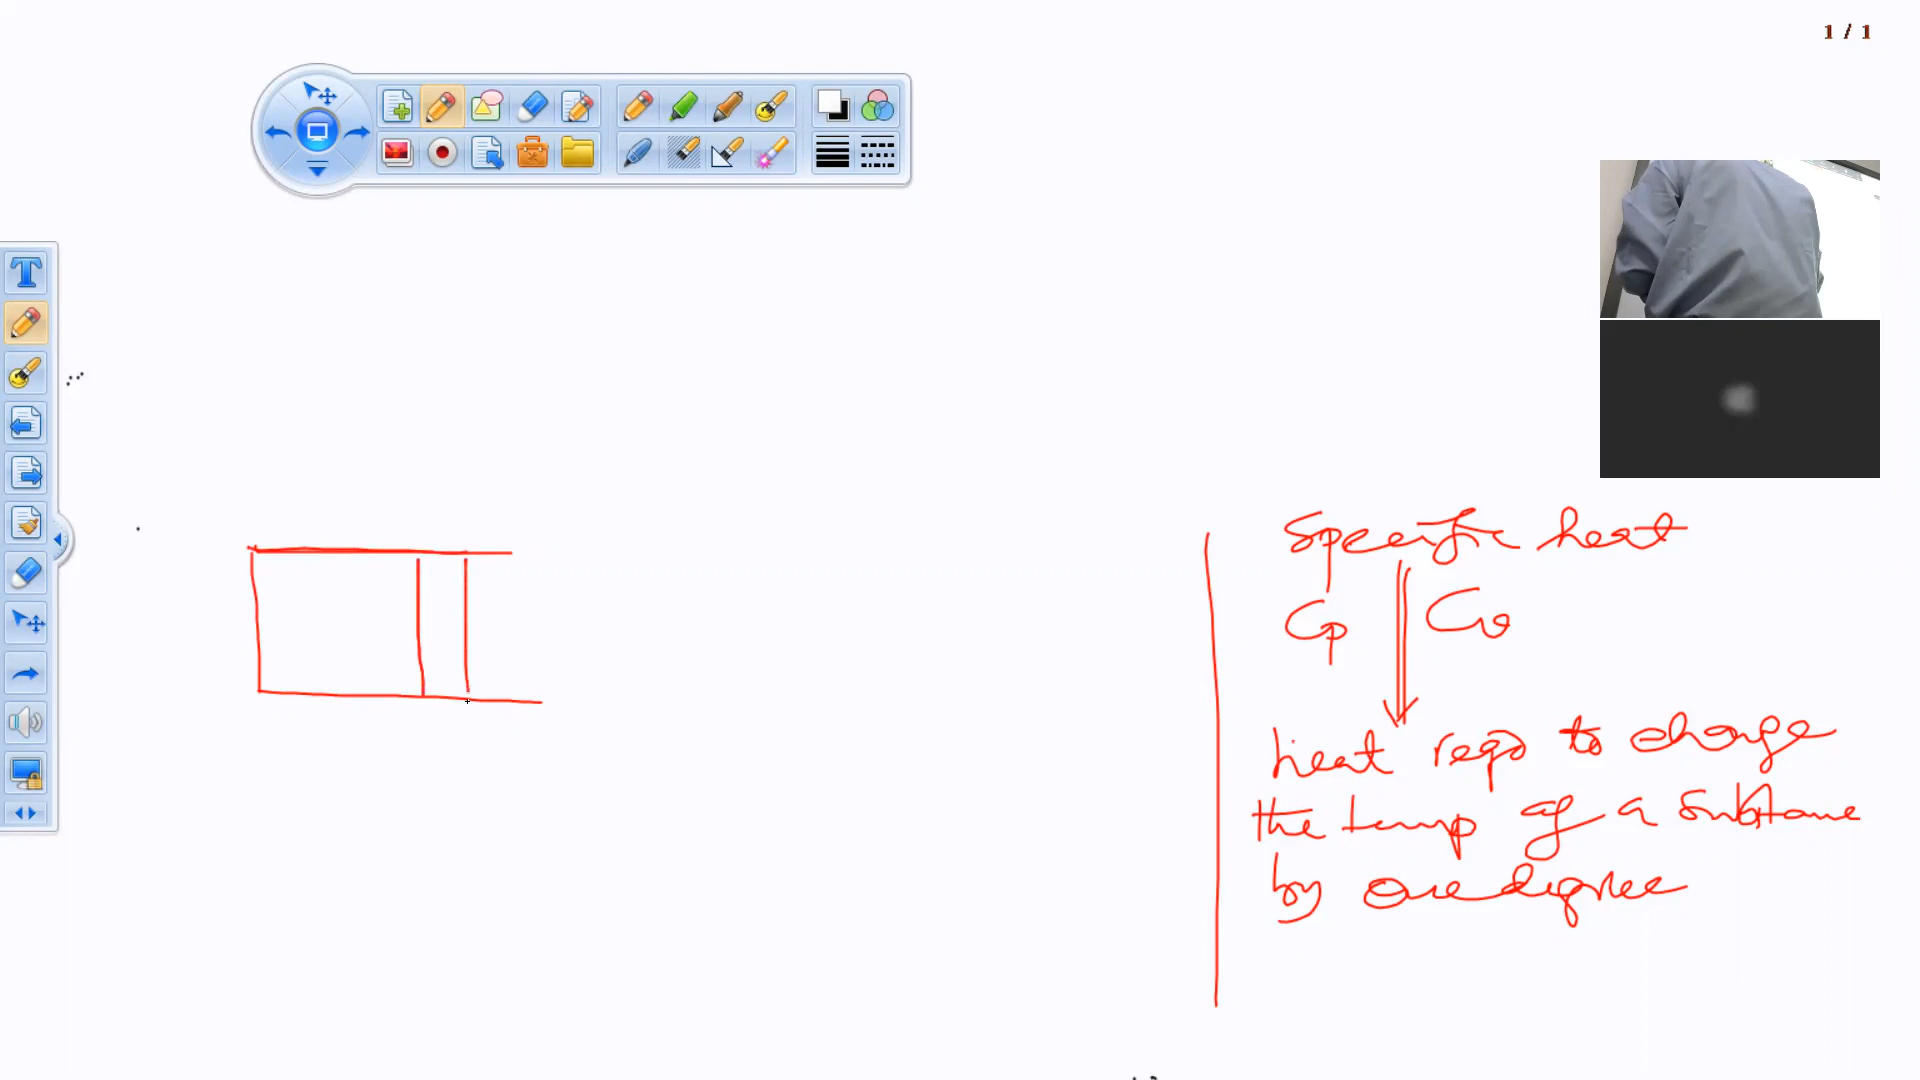 1 / 1
Specific heat
Cp Cv
heat reqd to change
the temp of a substance
by one degree